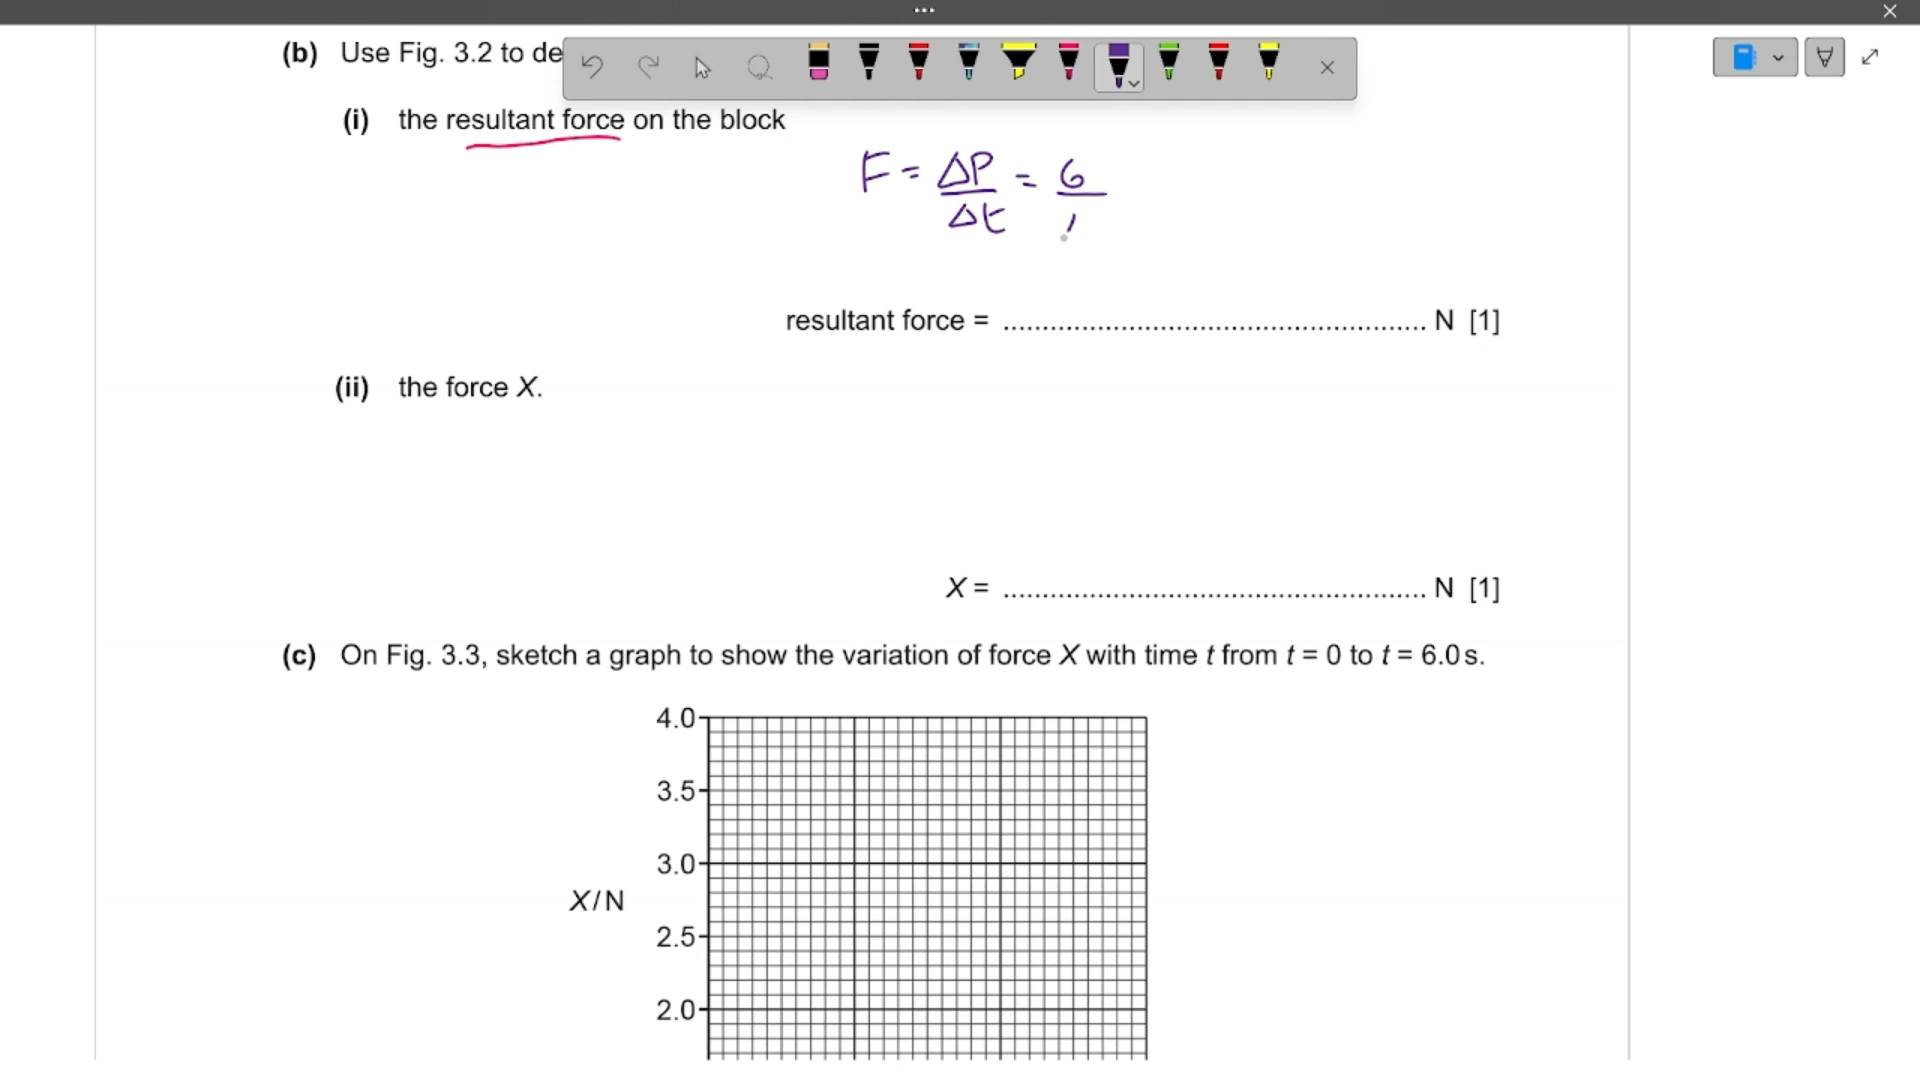 (b) Use Fig. 3.2 to de
(i) the resultant force on the block
F = ΔP = 6
Δt
resultant force = ...................................................... N [1]
(ii) the force X.
X = ...................................................... N [1]
(c) On Fig. 3.3, sketch a graph to show the variation of force X with time t from t = 0 to t = 6.0 s.
4.0
3.5
3.0
X/N
2.5
2.0